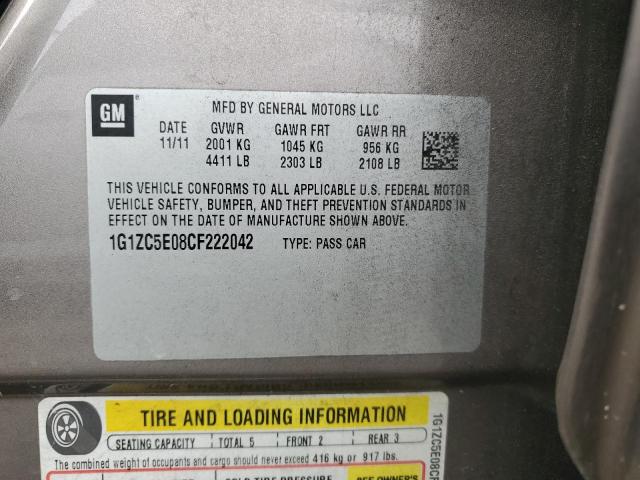 GM
MFD BY GENERAL MOTORS LLC
DATE GVWR GAWR FRT GAWR RR
11/11 2001 KG 1045 KG 956 KG
4411 LB 2303 LB 2108 LB
THIS VEHICLE CONFORMS TO ALL APPLICABLE U.S. FEDERAL MOTOR
VEHICLE SAFETY, BUMPER, AND THEFT PREVENTION STANDARDS IN
EFFECT ON THE DATE OF MANUFACTURE SHOWN ABOVE.
1G1ZC5E08CF222042 TYPE: PASS CAR
TIRE AND LOADING INFORMATION
SEATING CAPACITY TOTAL 5 FRONT 2 REAR 3
The combined weight of occupants and cargo should never exceed 416 kg or 917 lbs.
SEE OWNER'S
1G1ZC5E08CF